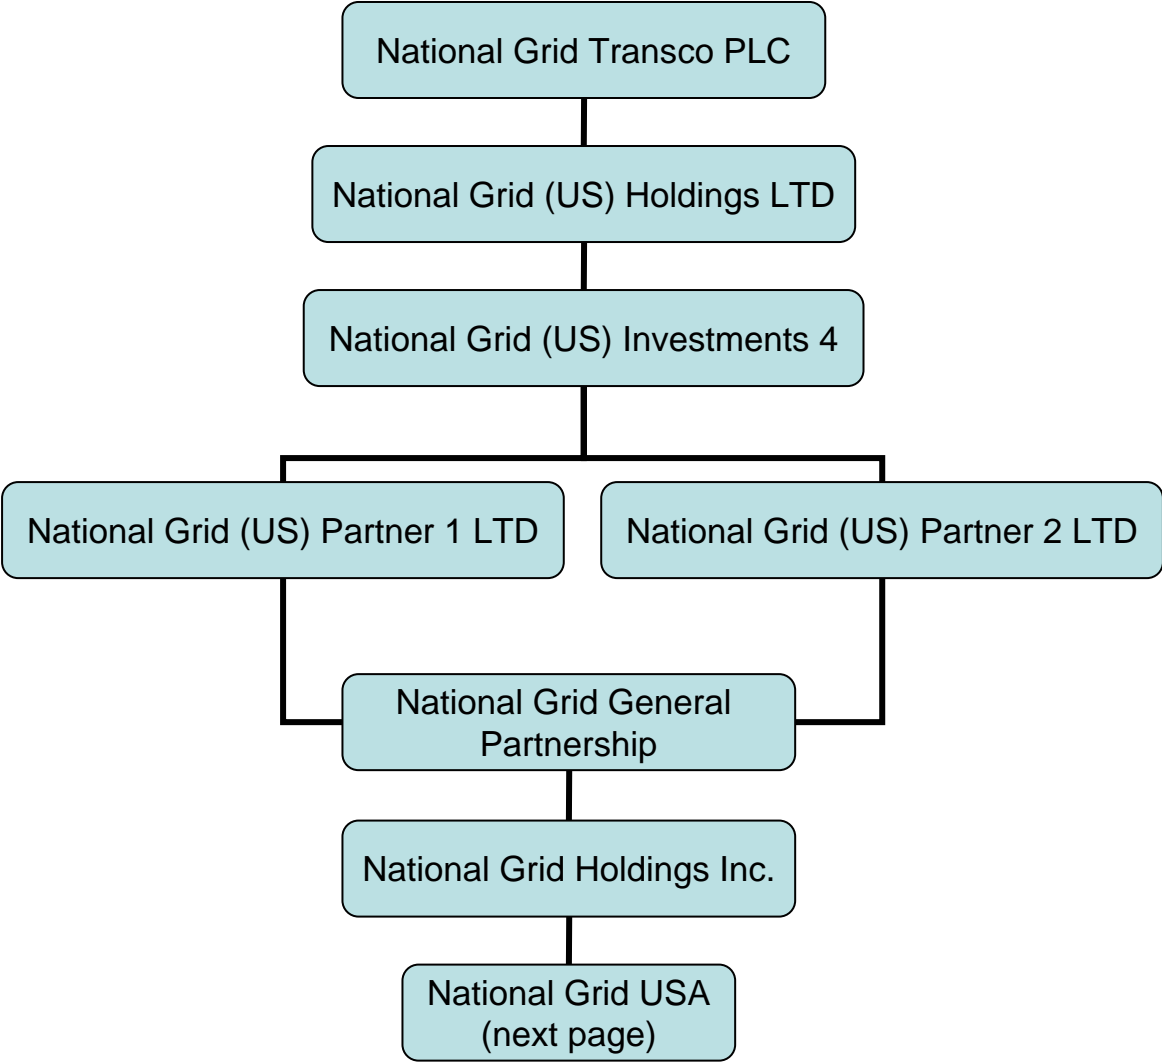 National Grid Transco PLC
National Grid (US) Holdings LTD
National Grid (US) Investments 4
National Grid (US) Partner 1 LTD
National Grid (US) Partner 2 LTD
National Grid General
Partnership
National Grid Holdings Inc.
National Grid USA
(next page)